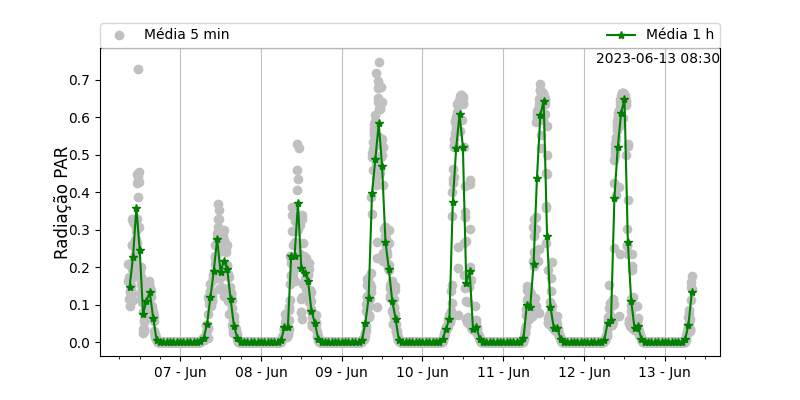 Média 5 min
Média 1 h
2023-06-13 08:30
Radiação PAR
0.7
0.6
0.5
0.4
0.3
0.2
0.1
0.0
07 - Jun
08 - Jun
09 - Jun
10 - Jun
11 - Jun
12 - Jun
13 - Jun